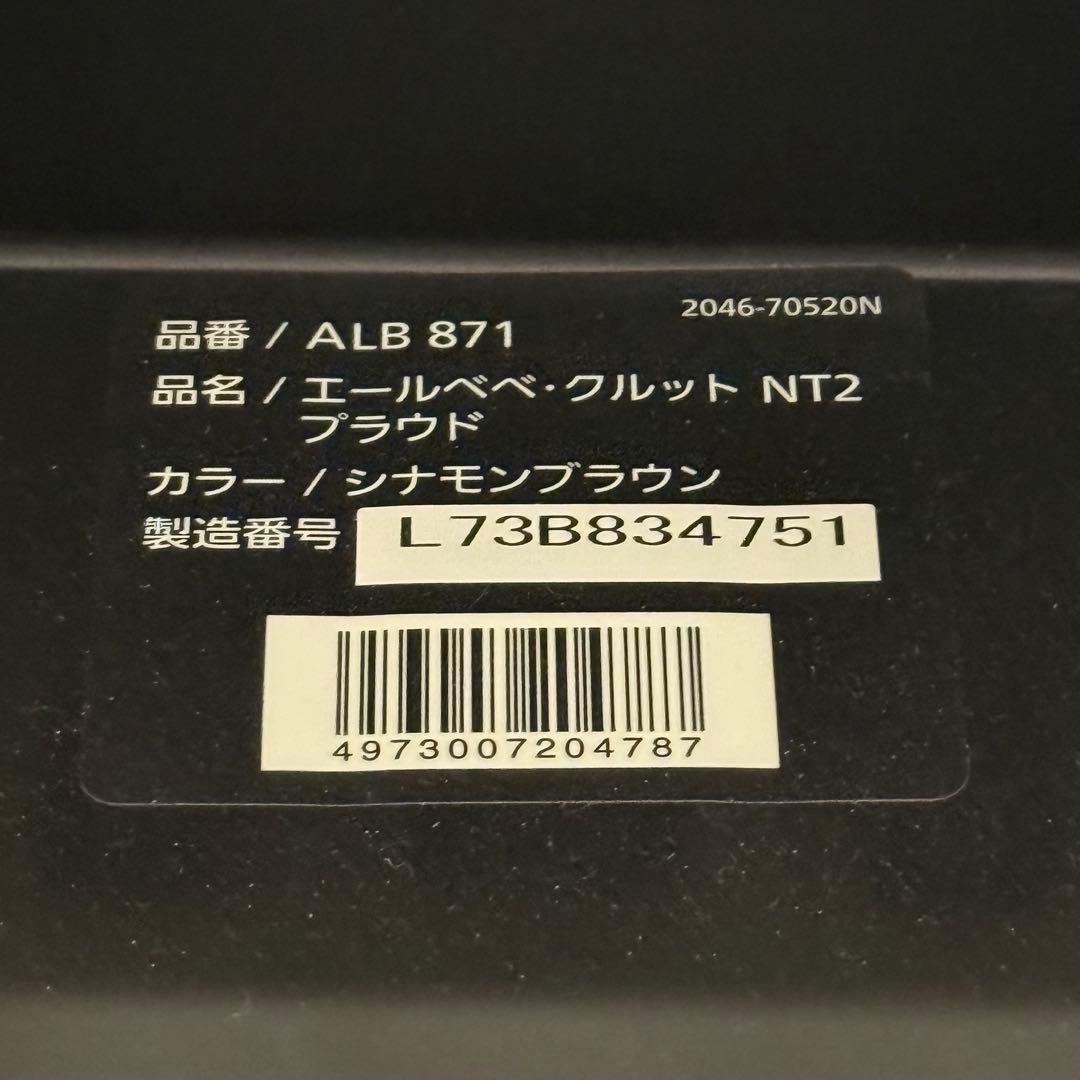 2046-70520N
品番 / ALB 871
品名 / エールベベ・クルット NT2
プラウド
カラー / シナモンブラウン
製造番号 L73B834751
4973007204787